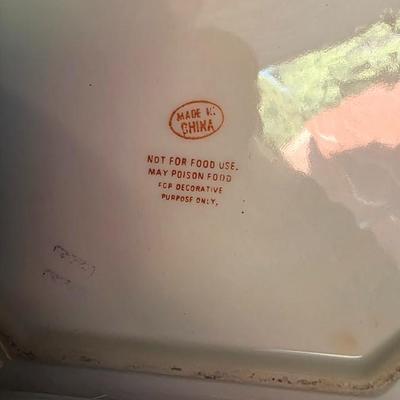 MADE IN
CHINA
NOT FOR FOOD USE.
MAY POISON FOOD
FOR DECORATIVE
PURPOSE ONLY.